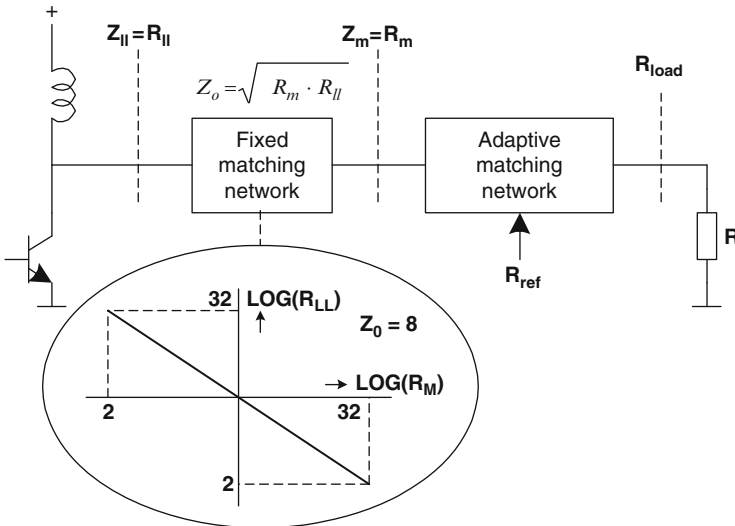 +
Z_ll=R_ll
Z_m=R_m
Z_o = √R_m · R_ll
R_load
Fixed
matching
network
Adaptive
matching
network
R
R_ref
32
LOG(R_LL)
Z_0 = 8
LOG(R_M)
2
32
2